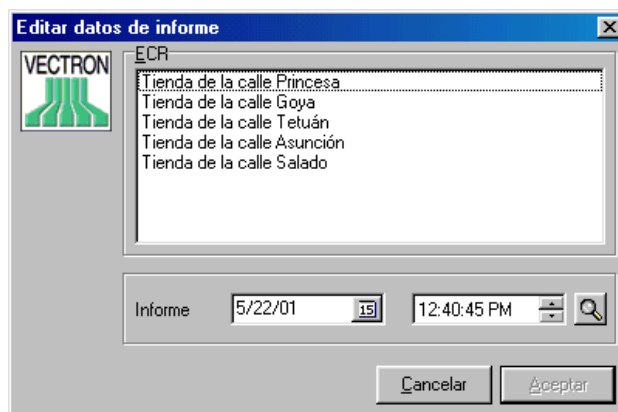 Editar datos de informe
VECTRON
ECR
Tienda de la calle Princesa
Tienda de la calle Goya
Tienda de la calle Tetuán
Tienda de la calle Asunción
Tienda de la calle Salado
Informe 5/22/01 15 12:40:45 PM
Cancelar Aceptar